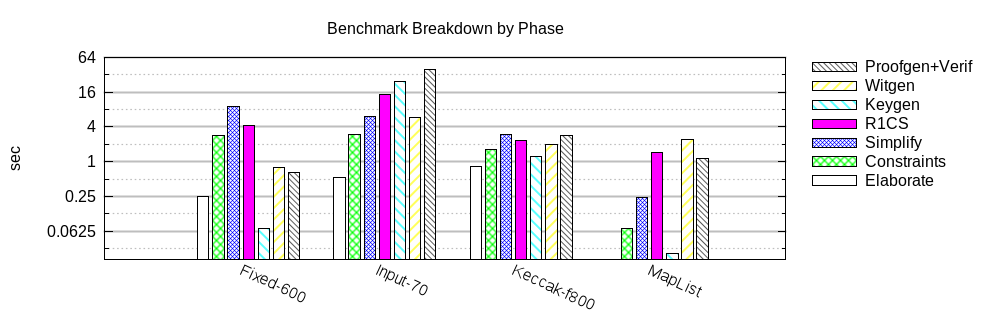 Benchmark Breakdown by Phase
64
16
4
1
0.25
0.0625
sec
Fixed-600
Input-70
Keccak-f800
MapList
Proofgen+Verif
Witgen
Keygen
R1CS
Simplify
Constraints
Elaborate